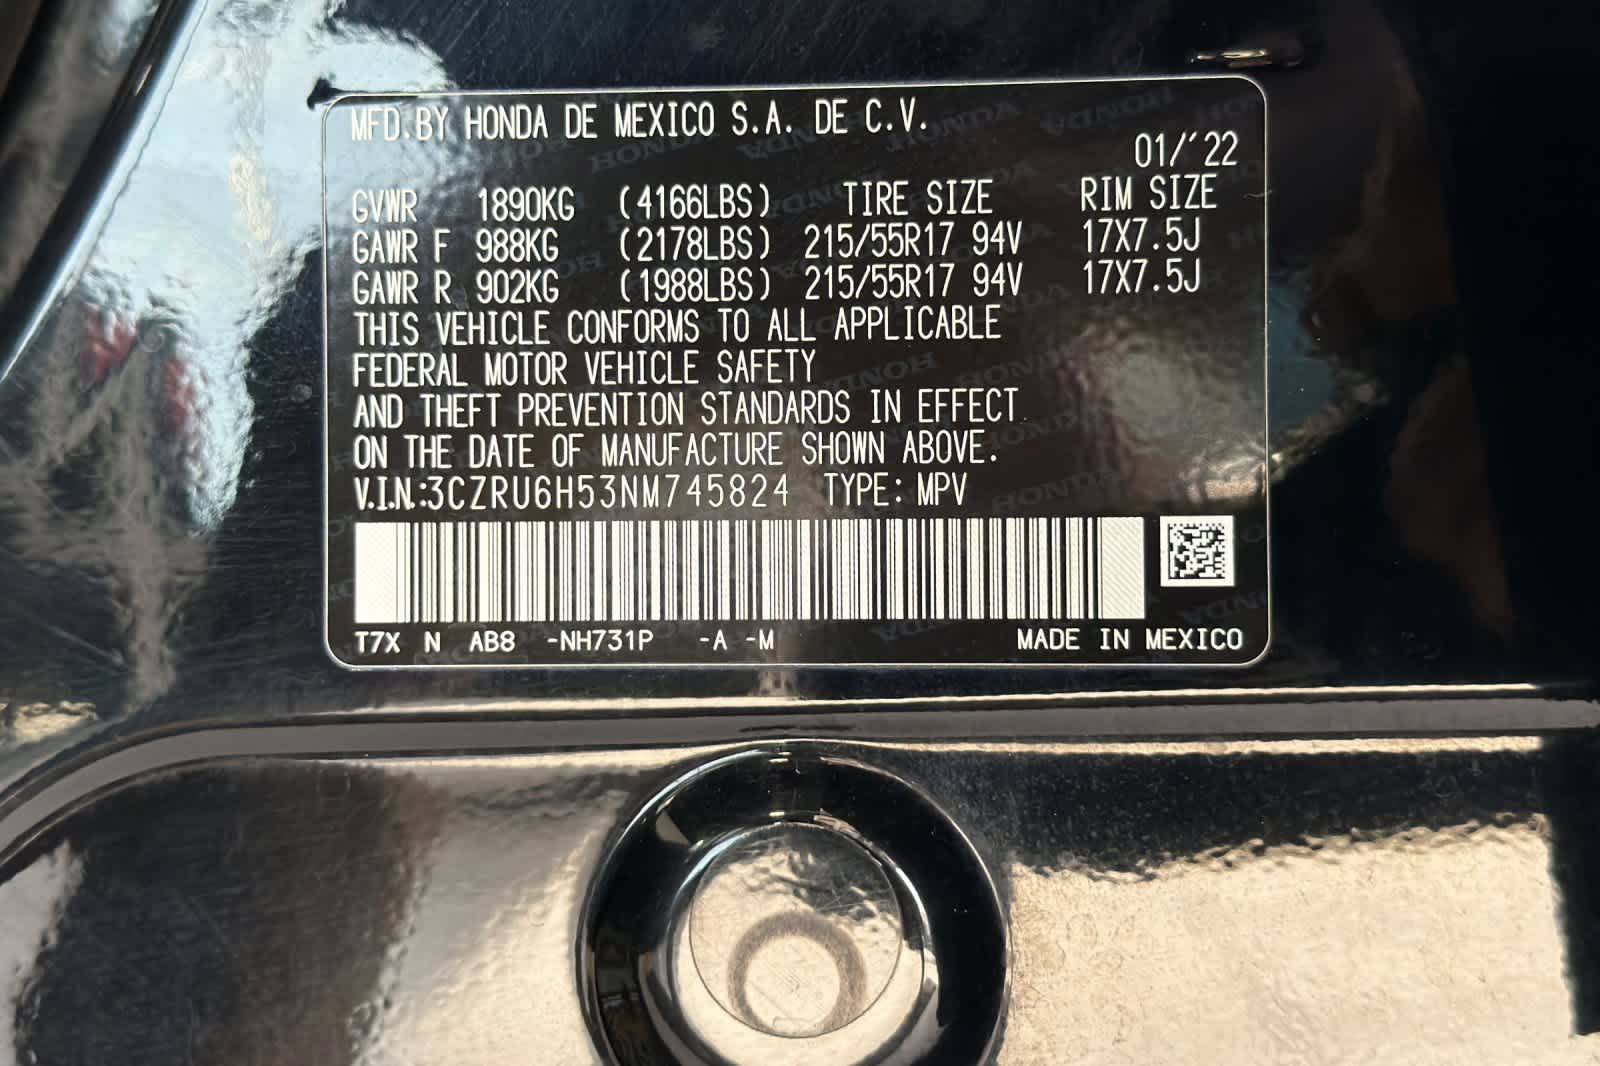 MFD.BY HONDA DE MEXICO S.A. DE C.V.
01/'22
GVWR 1890KG (4166LBS) TIRE SIZE RIM SIZE
GAWR F 988KG (2178LBS) 215/55R17 94V 17X7.5J
GAWR R 902KG (1988LBS) 215/55R17 94V 17X7.5J
THIS VEHICLE CONFORMS TO ALL APPLICABLE
FEDERAL MOTOR VEHICLE SAFETY
AND THEFT PREVENTION STANDARDS IN EFFECT
ON THE DATE OF MANUFACTURE SHOWN ABOVE.
V.I.N.:3CZRU6H53NM745824 TYPE: MPV
T7X N AB8 -NH731P -A -M MADE IN MEXICO